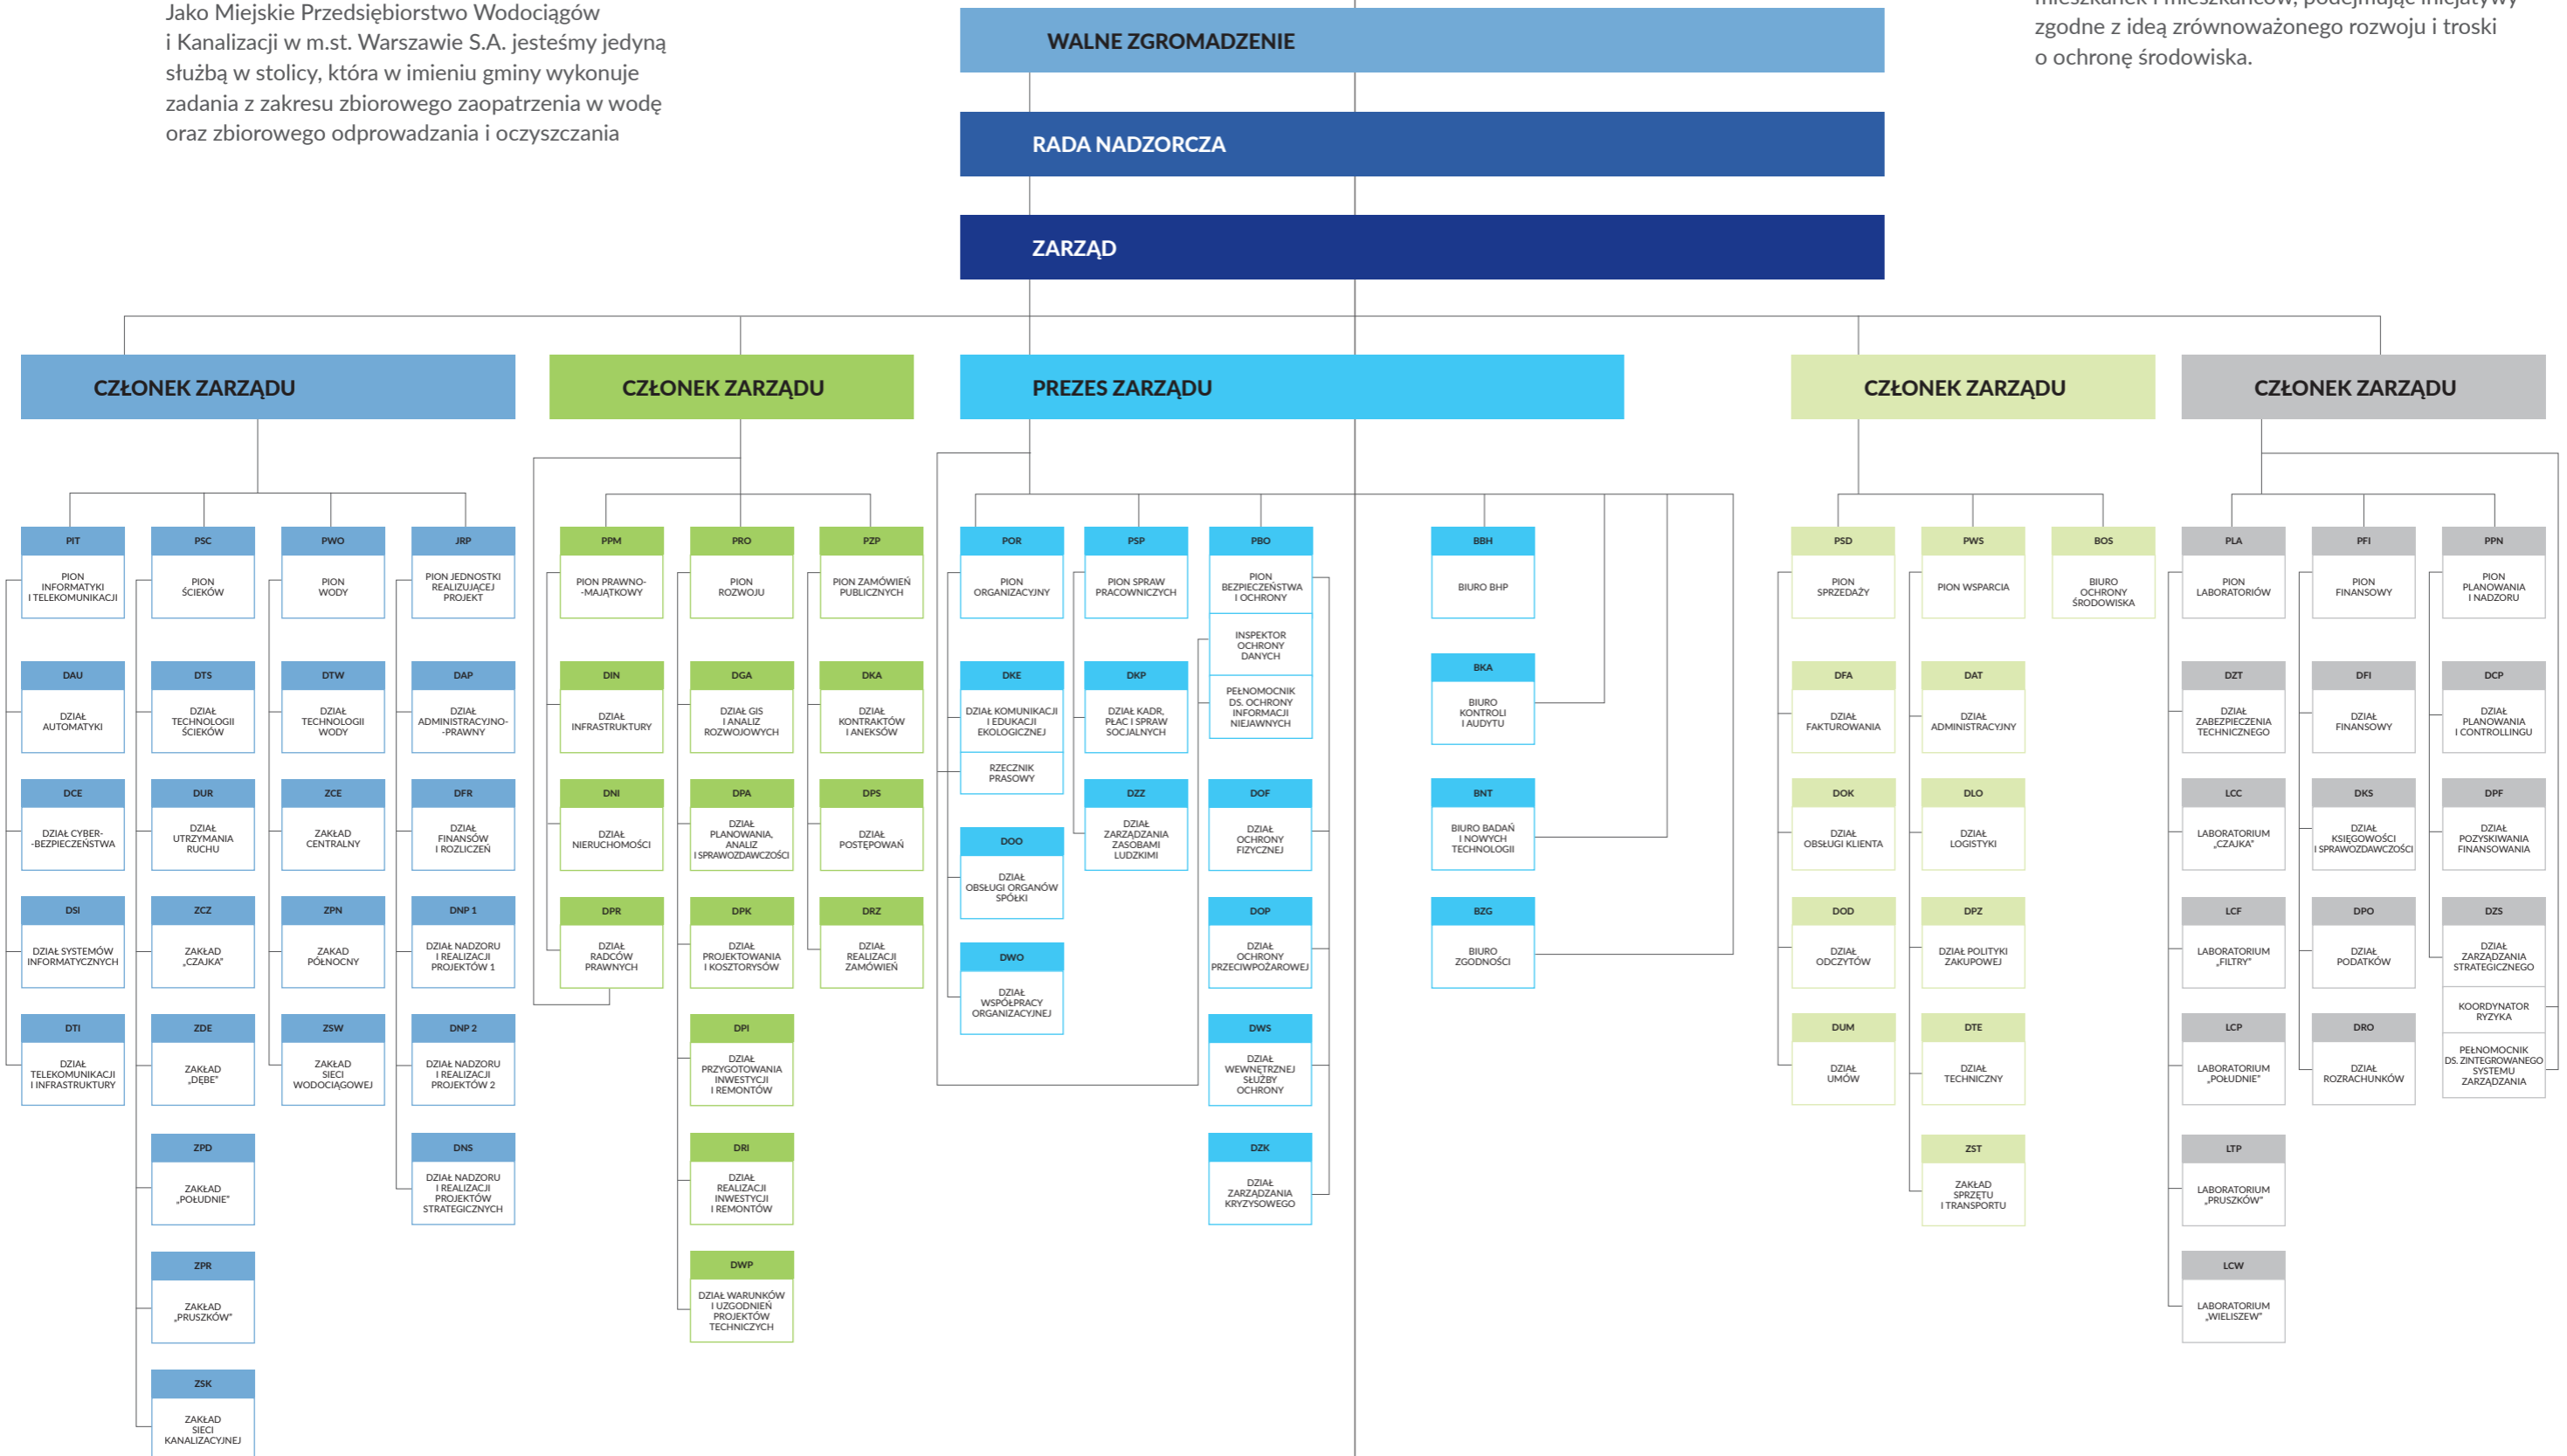 Jako Miejskie Przedsiębiorstwo Wodociągów
i Kanalizacji w m.st. Warszawie S.A. jesteśmy jedyną
służbą w stolicy, która w imieniu gminy wykonuje
zadania z zakresu zbiorowego zaopatrzenia w wodę
oraz zbiorowego odprowadzania i oczyszczania
mieszkanek i mieszkańców, podejmując inicjatywy
zgodne z ideą zrównoważonego rozwoju i troski
o ochronę środowiska.
WALNE ZGROMADZENIE
RADA NADZORCZA
ZARZĄD
CZŁONEK ZARZĄDU
PIT
PION
INFORMATYKI
I TELEKOMUNIKACJI
DAU
DZIAŁ
AUTOMATYKI
DCE
DZIAŁ CYBER-
-BEZPIECZEŃSTWA
DSI
DZIAŁ SYSTEMÓW
INFORMATYCZNYCH
DTI
DZIAŁ
TELEKOMUNIKACJI
I INFRASTRUKTURY
PSC
PION
ŚCIEKÓW
DTS
DZIAŁ
TECHNOLOGII
ŚCIEKÓW
DUR
DZIAŁ
UTRZYMANIA
RUCHU
ZCZ
ZAKŁAD
„CZAJKA”
ZDE
ZAKŁAD
„DĘBE”
ZPD
ZAKŁAD
„POŁUDNIE”
ZPR
ZAKŁAD
„PRUSZKÓW”
ZSK
ZAKŁAD
SIECI
KANALIZACYJNEJ
PWO
PION
WODY
DTW
DZIAŁ
TECHNOLOGII
WODY
ZCE
ZAKŁAD
CENTRALNY
ZPN
ZAKAD
PÓŁNOCNY
ZSW
ZAKŁAD
SIECI
WODOCIĄGOWEJ
JRP
PION JEDNOSTKI
REALIZUJĄCEJ
PROJEKT
DAP
DZIAŁ
ADMINISTRACYJNO-
-PRAWNY
DFR
DZIAŁ
FINANSÓW
I ROZLICZEŃ
DNP 1
DZIAŁ NADZORU
I REALIZACJI
PROJEKTÓW 1
DNP 2
DZIAŁ NADZORU
I REALIZACJI
PROJEKTÓW 2
DNS
DZIAŁ NADZORU
I REALIZACJI
PROJEKTÓW
STRATEGICZNYCH
CZŁONEK ZARZĄDU
PPM
PION PRAWNO-
-MAJĄTKOWY
DIN
DZIAŁ
INFRASTRUKTURY
DNI
DZIAŁ
NIERUCHOMOŚCI
DPR
DZIAŁ
RADCÓW
PRAWNYCH
PRO
PION
ROZWOJU
DGA
DZIAŁ GIS
I ANALIZ
ROZWOJOWYCH
DPA
DZIAŁ
PLANOWANIA,
ANALIZ
I SPRAWOZDAWCZOŚCI
DPK
DZIAŁ
PROJEKTOWANIA
I KOSZTORYSÓW
DPI
DZIAŁ
PRZYGOTOWANIA
INWESTYCJI
I REMONTÓW
DRI
DZIAŁ
REALIZACJI
INWESTYCJI
I REMONTÓW
DWP
DZIAŁ WARUNKÓW
I UZGODNIEŃ
PROJEKTÓW
TECHNICZYCH
PZP
PION ZAMÓWIEŃ
PUBLICZNYCH
DKA
DZIAŁ
KONTRAKTÓW
I ANEKSÓW
DPS
DZIAŁ
POSTĘPOWAŃ
DRZ
DZIAŁ
REALIZACJI
ZAMÓWIEŃ
PREZES ZARZĄDU
POR
PION
ORGANIZACYJNY
DKE
DZIAŁ KOMUNIKACJI
I EDUKACJI
EKOLOGICZNEJ
RZECZNIK
PRASOWY
DOO
DZIAŁ
OBSŁUGI ORGANÓW
SPÓŁKI
DWO
DZIAŁ
WSPÓŁPRACY
ORGANIZACYJNEJ
PSP
PION SPRAW
PRACOWNICZYCH
DKP
DZIAŁ KADR,
PŁAC I SPRAW
SOCJALNYCH
DZZ
DZIAŁ
ZARZĄDZANIA
ZASOBAMI
LUDZKIMI
PBO
PION
BEZPIECZEŃSTWA
I OCHRONY
INSPEKTOR
OCHRONY
DANYCH
PEŁNOMOCNIK
DS. OCHRONY
INFORMACJI
NIEJAWNYCH
DOF
DZIAŁ
OCHRONY
FIZYCZNEJ
DOP
DZIAŁ
OCHRONY
PRZECIWPOŻAROWEJ
DWS
DZIAŁ
WEWNĘTRZNEJ
SŁUŻBY
OCHRONY
DZK
DZIAŁ
ZARZĄDZANIA
KRYZYSOWEGO
BBH
BIURO BHP
BKA
BIURO
KONTROLI
I AUDYTU
BNT
BIURO BADAŃ
I NOWYCH
TECHNOLOGII
BZG
BIURO
ZGODNOŚCI
CZŁONEK ZARZĄDU
PSD
PION
SPRZEDAŻY
DFA
DZIAŁ
FAKTUROWANIA
DOK
DZIAŁ
OBSŁUGI KLIENTA
DOD
DZIAŁ
ODCZYTÓW
DUM
DZIAŁ
UMÓW
PWS
PION WSPARCIA
DAT
DZIAŁ
ADMINISTRACYJNY
DLO
DZIAŁ
LOGISTYKI
DPZ
DZIAŁ POLITYKI
ZAKUPOWEJ
DTE
DZIAŁ
TECHNICZNY
ZST
ZAKŁAD
SPRZĘTU
I TRANSPORTU
BOS
BIURO
OCHRONY
ŚRODOWISKA
CZŁONEK ZARZĄDU
PLA
PION
LABORATORIÓW
DZT
DZIAŁ
ZABEZPIECZENIA
TECHNICZNEGO
LCC
LABORATORIUM
„CZAJKA”
LCF
LABORATORIUM
„FILTRY”
LCP
LABORATORIUM
„POŁUDNIE”
LTP
LABORATORIUM
„PRUSZKÓW”
LCW
LABORATORIUM
„WIELISZEW”
PFI
PION
FINANSOWY
DFI
DZIAŁ
FINANSOWY
DKS
DZIAŁ
KSIĘGOWOŚCI
I SPRAWOZDAWCZOŚCI
DPO
DZIAŁ
PODATKÓW
DRO
DZIAŁ
ROZRACHUNKÓW
PPN
PION
PLANOWANIA
I NADZORU
DCP
DZIAŁ
PLANOWANIA
I CONTROLLINGU
DPF
DZIAŁ
POZYSKIWANIA
FINANSOWANIA
DZS
DZIAŁ
ZARZĄDZANIA
STRATEGICZNEGO
KOORDYNATOR
RYZYKA
PEŁNOMOCNIK
DS. ZINTEGROWANEGO
SYSTEMU
ZARZĄDZANIA